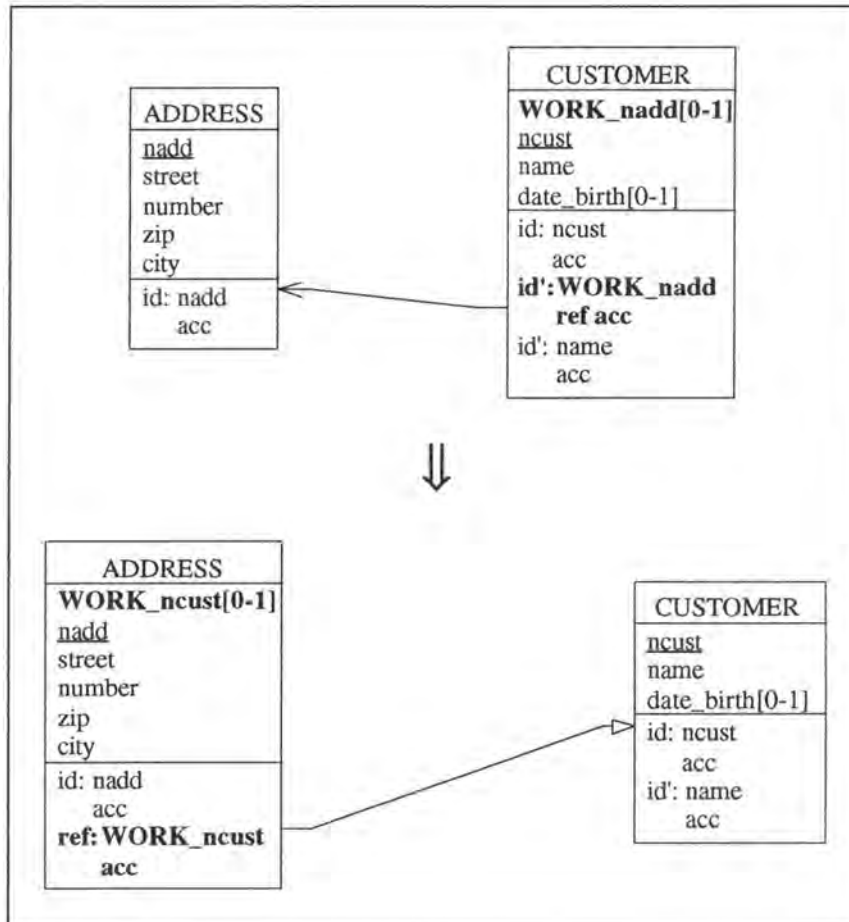 ADDRESS
nadd
street
number
zip
city
id: nadd
acc
CUSTOMER
WORK_nadd[0-1]
ncust
name
date_birth[0-1]
id: ncust
acc
id':WORK_nadd
ref acc
id': name
acc
⇓
ADDRESS
WORK_ncust[0-1]
nadd
street
number
zip
city
id: nadd
acc
ref:WORK_ncust
acc
CUSTOMER
ncust
name
date_birth[0-1]
id: ncust
acc
id': name
acc